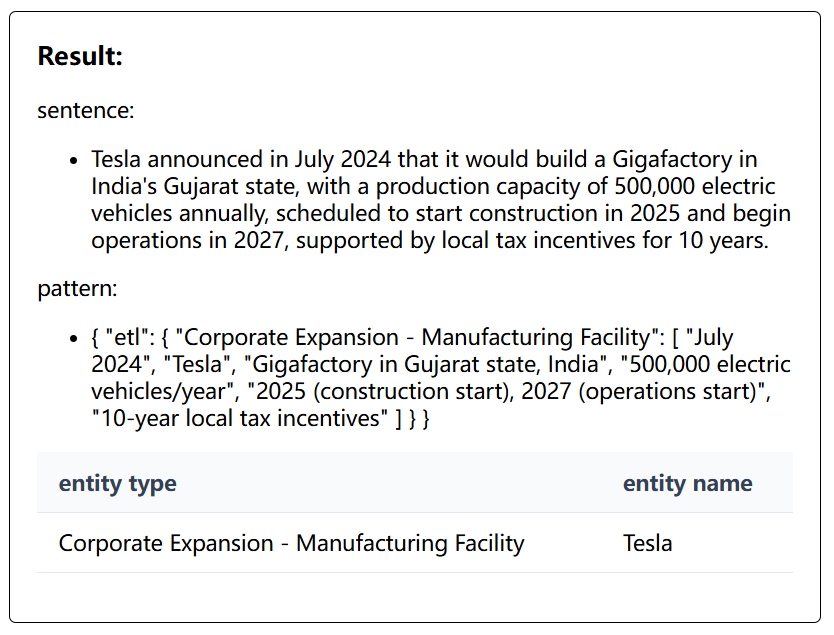 Result:
sentence:
• Tesla announced in July 2024 that it would build a Gigafactory in
India's Gujarat state, with a production capacity of 500,000 electric
vehicles annually, scheduled to start construction in 2025 and begin
operations in 2027, supported by local tax incentives for 10 years.
pattern:
• { "etl": { "Corporate Expansion - Manufacturing Facility": [ "July
2024", "Tesla", "Gigafactory in Gujarat state, India", "500,000 electric
vehicles/year", "2025 (construction start), 2027 (operations start)",
"10-year local tax incentives" ] } }
entity type entity name
Corporate Expansion - Manufacturing Facility Tesla